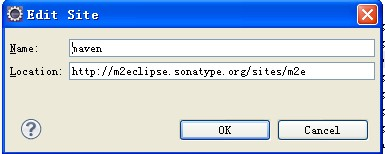 Edit Site
Name: maven
Location: http://m2eclipse.sonatype.org/sites/m2e
?
OK Cancel